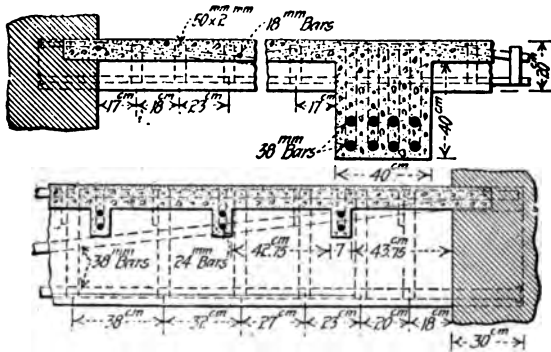 50×2 mm mm
18 mm Bars
17 cm
18 cm
23 cm
17 cm
38 mm Bars
40 cm
40 cm
20 cm
38 mm Bars
24 mm Bars
42.75 cm
7
43.75 cm
38 cm
32 cm
27 cm
23 cm
20 cm
18 cm
30 cm